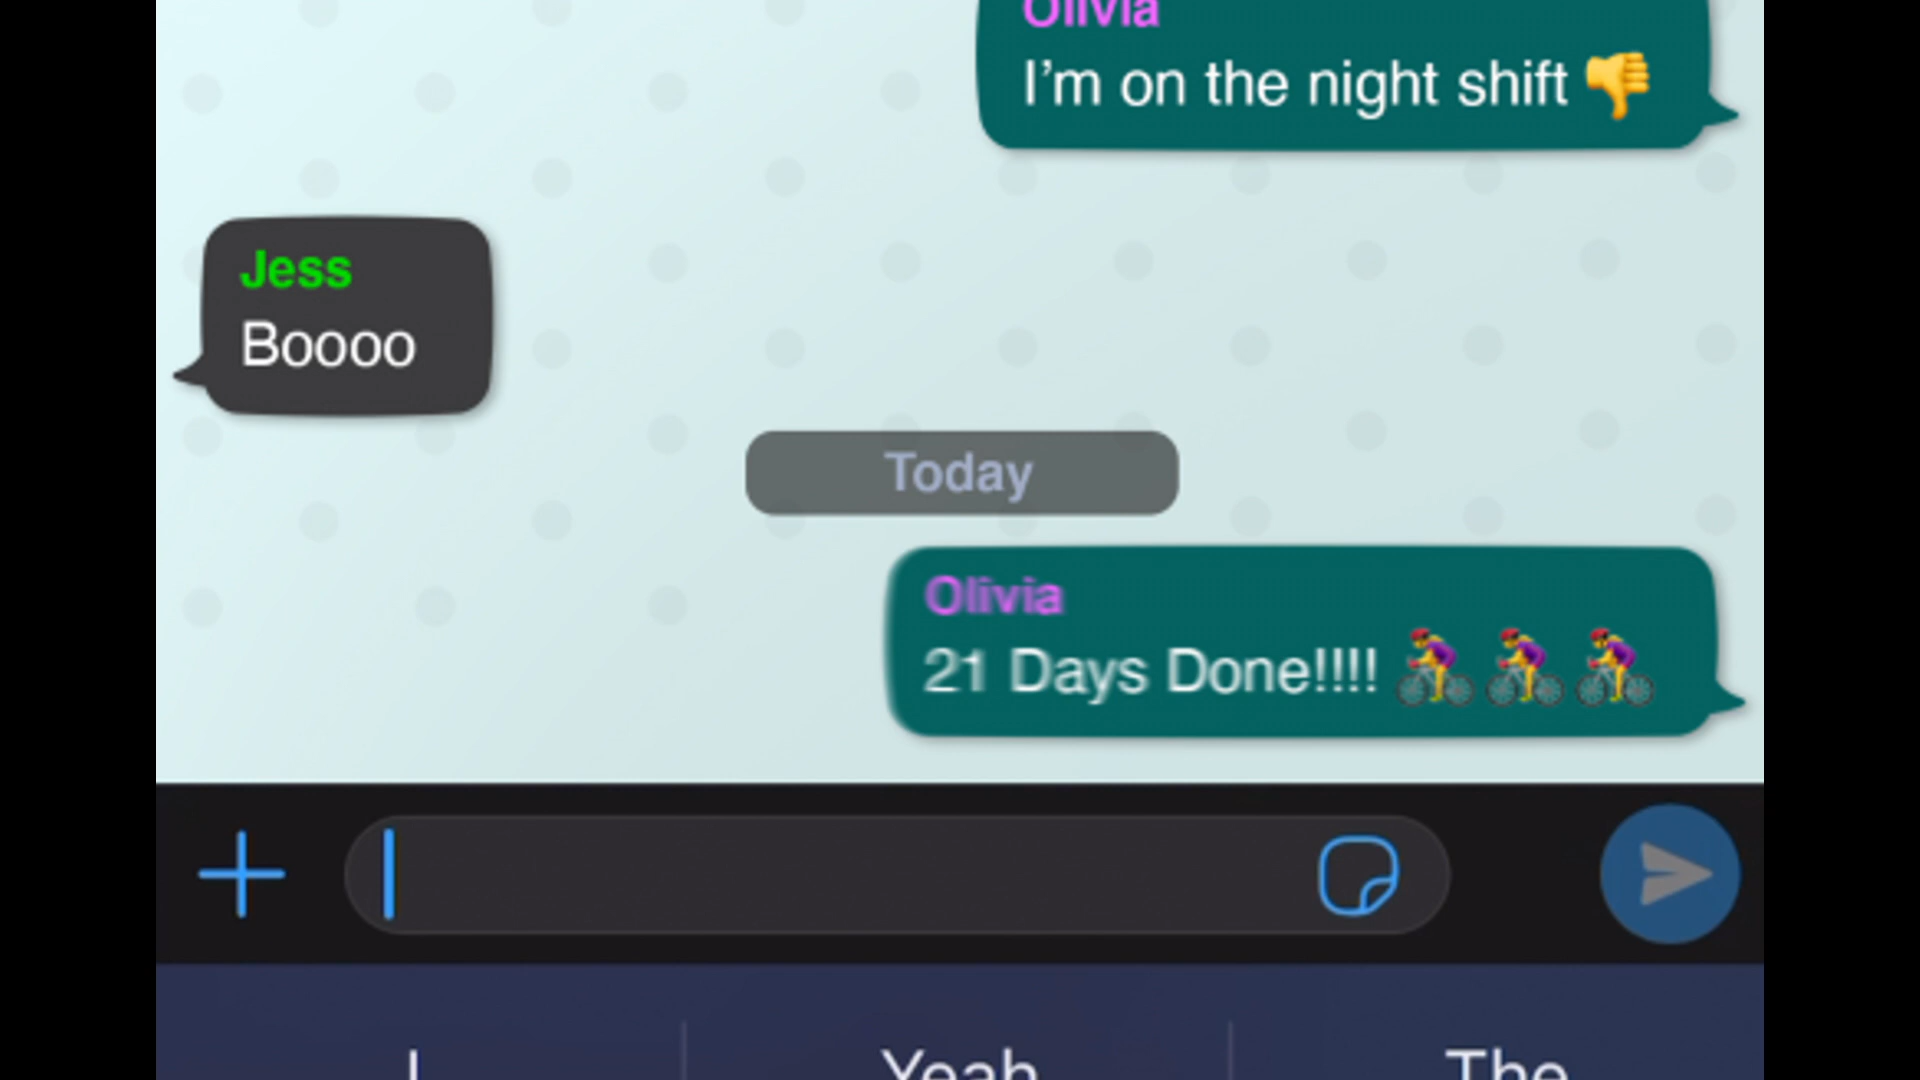 Olivia
I’m on the night shift 👎
Jess
Boooo
Today
Olivia
21 Days Done!!!! 🚴‍♀️🚴‍♀️🚴‍♀️
I Yeah The